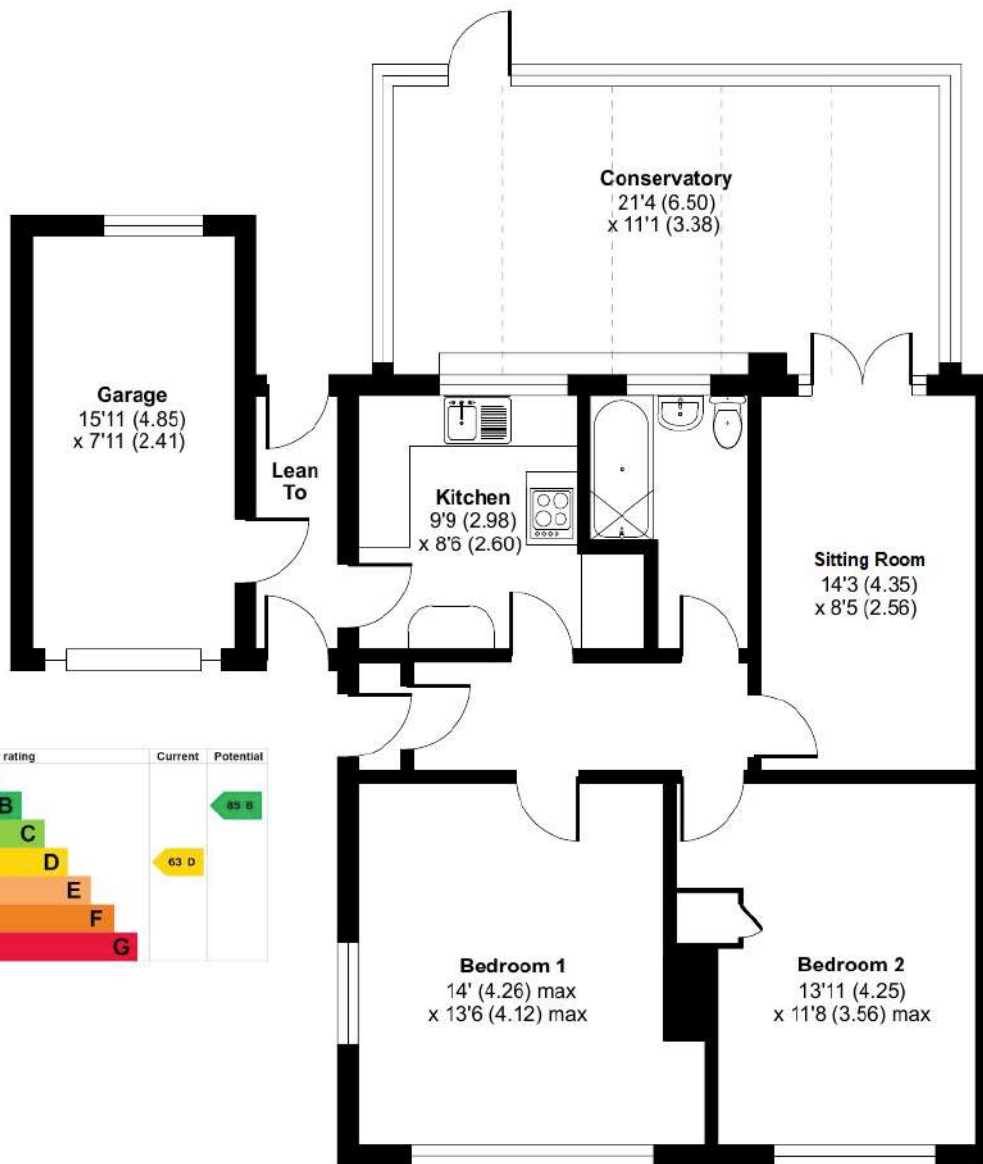 Conservatory
21'4 (6.50)
x 11'1 (3.38)
Garage
15'11 (4.85)
x 7'11 (2.41)
Lean
To
Kitchen
9'9 (2.98)
x 8'6 (2.60)
Sitting Room
14'3 (4.35)
x 8'5 (2.56)
rating Current Potential
B 85 B
C
D 63 D
E
F
G
Bedroom 1
14' (4.26) max
x 13'6 (4.12) max
Bedroom 2
13'11 (4.25)
x 11'8 (3.56) max